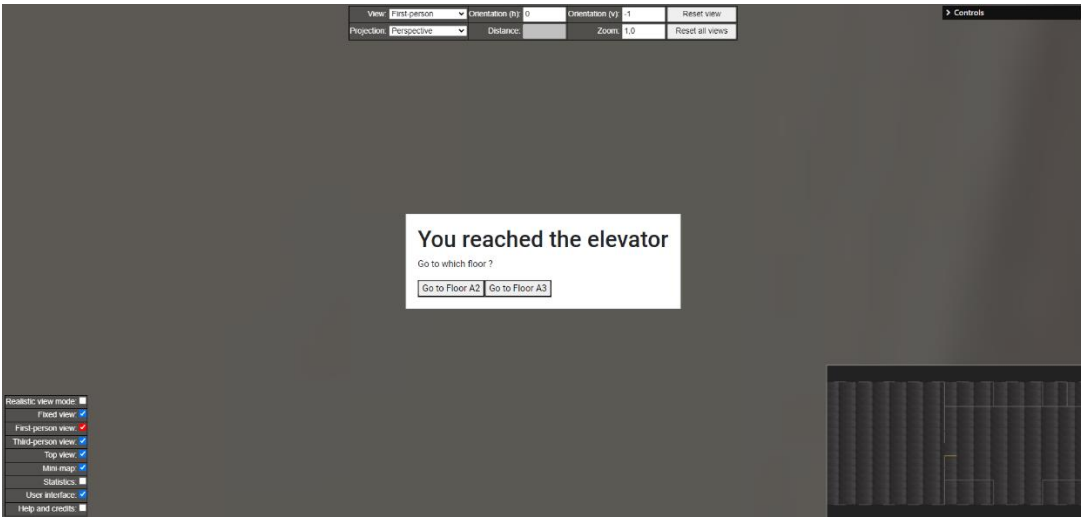 View: First-person Orientation (h): 0 Orientation (v): -1 Reset view
Projection: Perspective Distance: Zoom: 1,0 Reset all views
Controls
You reached the elevator
Go to which floor ?
Go to Floor A2 Go to Floor A3
Realistic view mode:
Fixed view:
First-person view:
Third-person view:
Top view:
Mini-map:
Statistics:
User interface:
Help and credits: